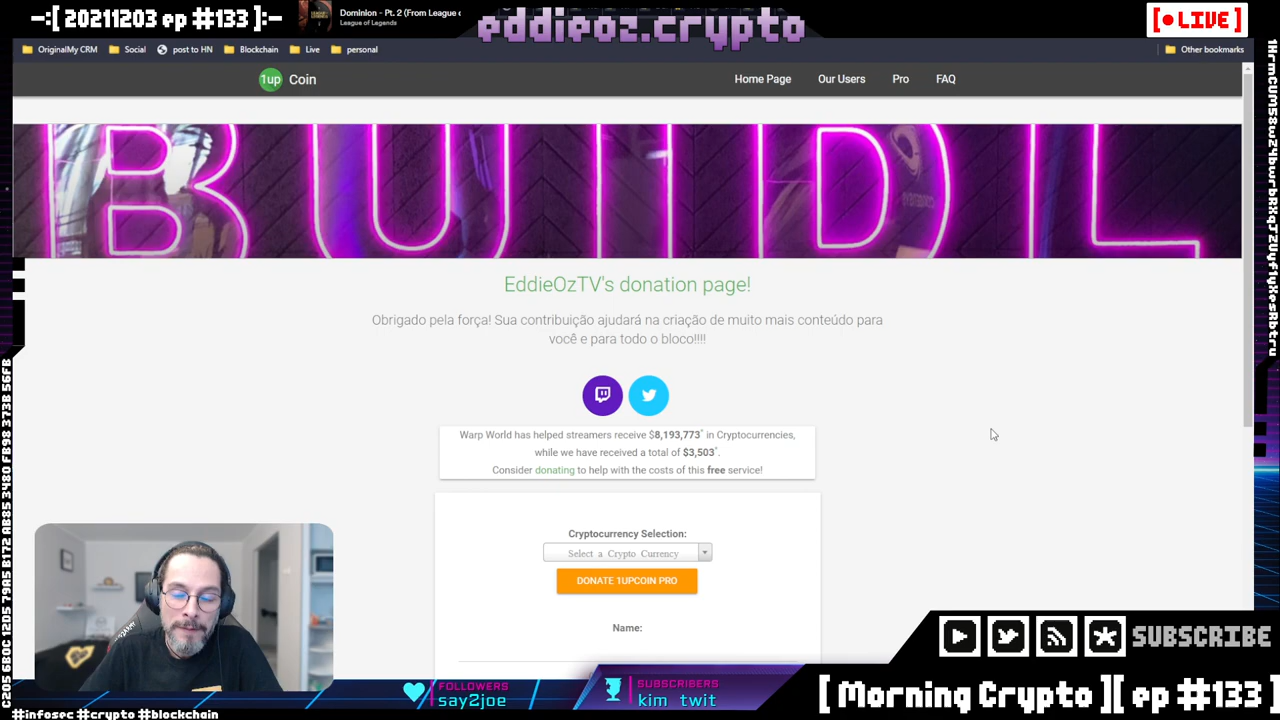 -:[ 20211203 ep #133 ]:-
Dominion - Pt. 2 (From League o
League of Legends
eddieoz.crypto
[● LIVE]
OriginalMy CRM
Social
post to HN
Blockchain
Live
personal
Other bookmarks
1up Coin
Home Page
Our Users
Pro
FAQ
BUIDL
EddieOzTV's donation page!
Obrigado pela força! Sua contribuição ajudará na criação de muito mais conteúdo para
você e para todo o bloco!!!!
Warp World has helped streamers receive $8,193,773* in Cryptocurrencies,
while we have received a total of $3,503*.
Consider donating to help with the costs of this free service!
Cryptocurrency Selection:
Select a Crypto Currency
DONATE 1UPCOIN PRO
Name:
SUBSCRIBE
FOLLOWERS
say2joe
SUBSCRIBERS
kim twit
[ Morning Crypto ][ ep #133 ]
#infosec #crypto #blockchain